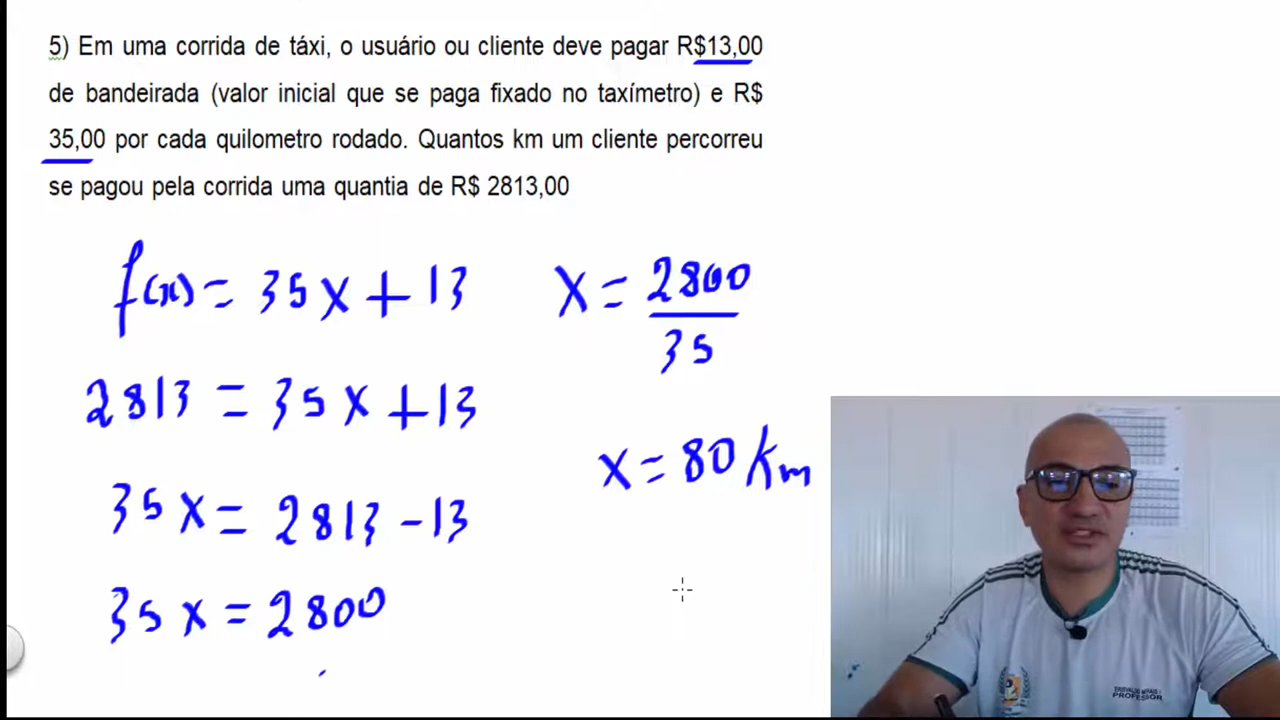 5) Em uma corrida de táxi, o usuário ou cliente deve pagar R$13,00
de bandeirada (valor inicial que se paga fixado no taxímetro) e R$
35,00 por cada quilometro rodado. Quantos km um cliente percorreu
se pagou pela corrida uma quantia de R$ 2813,00
f(x) = 35x + 13
2813 = 35x + 13
35x = 2813 - 13
35x = 2800
x = 2800
35
x = 80 km
PROFESSOR